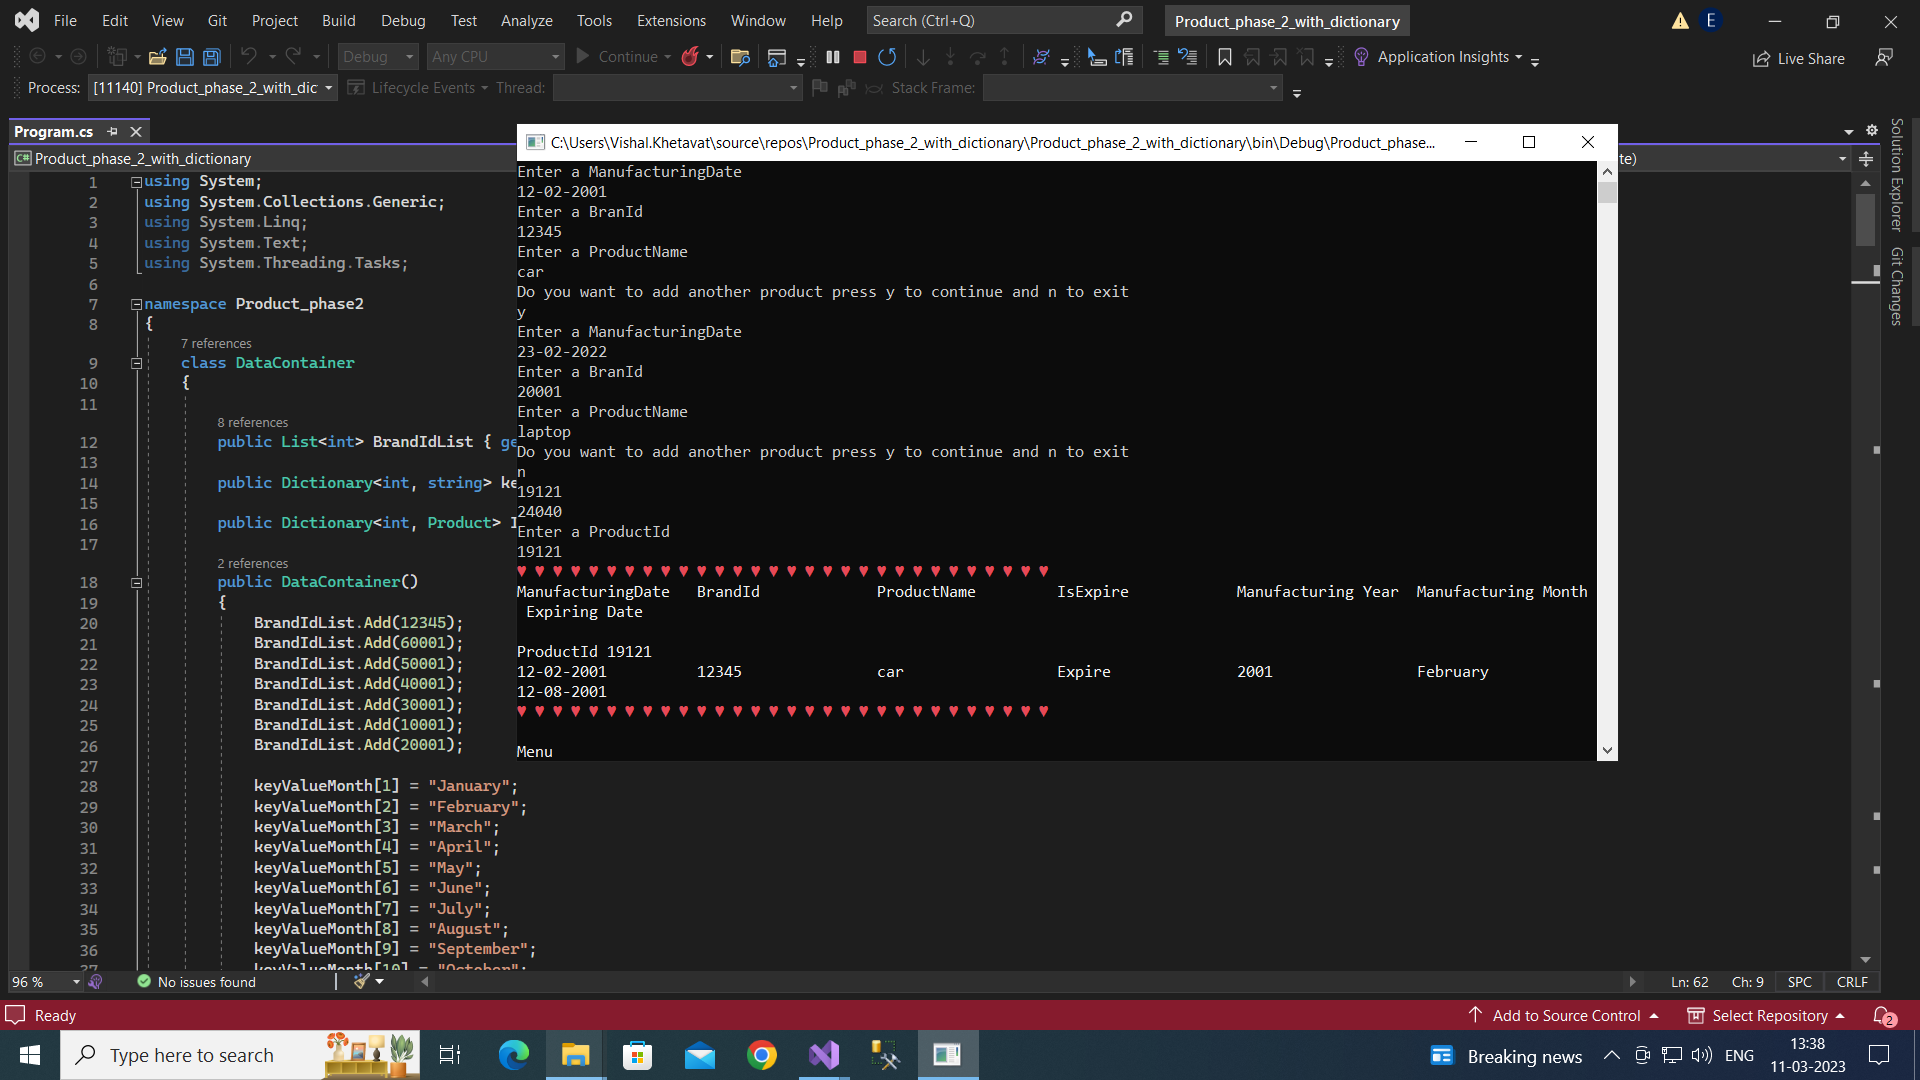 File Edit View Git Project Build Debug Test Analyze Tools Extensions Window Help Search (Ctrl+Q) Product_phase_2_with_dictionary E
Debug Any CPU Continue Application Insights Live Share
Process: [11140] Product_phase_2_with_dic Lifecycle Events Thread: Stack Frame:
Program.cs
Product_phase_2_with_dictionary
1 using System;
2 using System.Collections.Generic;
3 using System.Linq;
4 using System.Text;
5 using System.Threading.Tasks;
6
7 namespace Product_phase2
8 {
7 references
9 class DataContainer
10 {
11
8 references
12 public List<int> BrandIdList { ge
13
14 public Dictionary<int, string> ke
15
16 public Dictionary<int, Product> I
17
2 references
18 public DataContainer()
19 {
20 BrandIdList.Add(12345);
21 BrandIdList.Add(60001);
22 BrandIdList.Add(50001);
23 BrandIdList.Add(40001);
24 BrandIdList.Add(30001);
25 BrandIdList.Add(10001);
26 BrandIdList.Add(20001);
27
28 keyValueMonth[1] = "January";
29 keyValueMonth[2] = "February";
30 keyValueMonth[3] = "March";
31 keyValueMonth[4] = "April";
32 keyValueMonth[5] = "May";
33 keyValueMonth[6] = "June";
34 keyValueMonth[7] = "July";
35 keyValueMonth[8] = "August";
36 keyValueMonth[9] = "September";
37 keyValueMonth[10] = "October";
C:\Users\Vishal.Khetavat\source\repos\Product_phase_2_with_dictionary\Product_phase_2_with_dictionary\bin\Debug\Product_phase...
Enter a ManufacturingDate
12-02-2001
Enter a BranId
12345
Enter a ProductName
car
Do you want to add another product press y to continue and n to exit
y
Enter a ManufacturingDate
23-02-2022
Enter a BranId
20001
Enter a ProductName
laptop
Do you want to add another product press y to continue and n to exit
n
19121
24040
Enter a ProductId
19121
♥ ♥ ♥ ♥ ♥ ♥ ♥ ♥ ♥ ♥ ♥ ♥ ♥ ♥ ♥ ♥ ♥ ♥ ♥ ♥ ♥ ♥ ♥ ♥ ♥ ♥ ♥ ♥ ♥ ♥
ManufacturingDate BrandId ProductName IsExpire Manufacturing Year Manufacturing Month
Expiring Date
ProductId 19121
12-02-2001 12345 car Expire 2001 February
12-08-2001
♥ ♥ ♥ ♥ ♥ ♥ ♥ ♥ ♥ ♥ ♥ ♥ ♥ ♥ ♥ ♥ ♥ ♥ ♥ ♥ ♥ ♥ ♥ ♥ ♥ ♥ ♥ ♥ ♥ ♥
Menu
te)
Solution Explorer
Git Changes
96 % No issues found Ln: 62 Ch: 9 SPC CRLF
Ready Add to Source Control Select Repository 2
Type here to search Breaking news ENG 13:38
11-03-2023